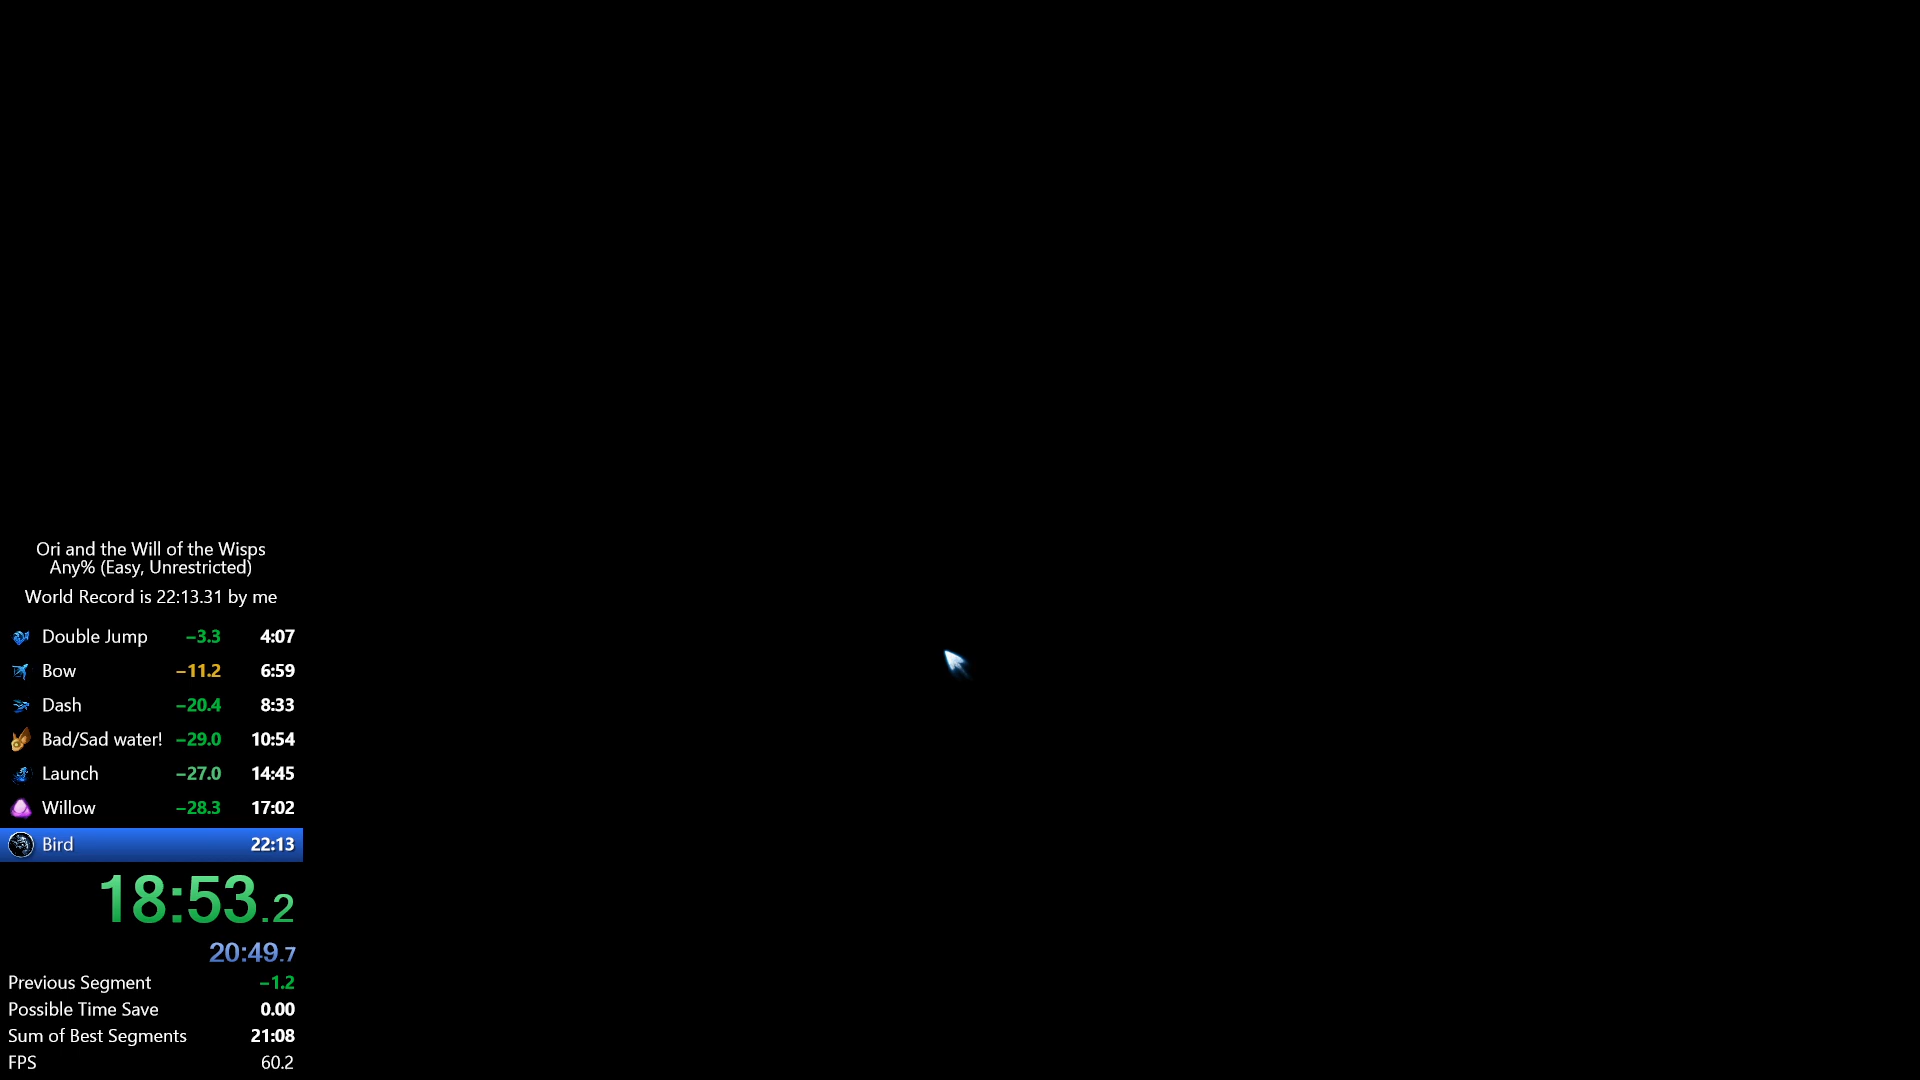 Ori and the Will of the Wisps
Any% (Easy, Unrestricted)
World Record is 22:13.31 by me
Double Jump −3.3 4:07
Bow −11.2 6:59
Dash −20.4 8:33
Bad/Sad water! −29.0 10:54
Launch −27.0 14:45
Willow −28.3 17:02
Bird 22:13
18:53.2
20:49.7
Previous Segment −1.2
Possible Time Save 0.00
Sum of Best Segments 21:08
FPS 60.2